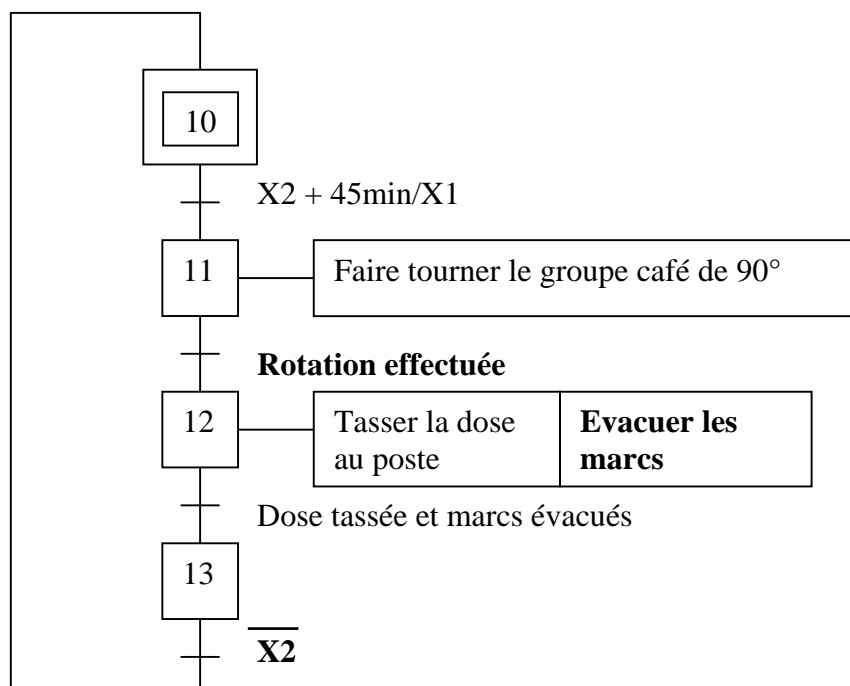 10
X2 + 45min/X1
11
Faire tourner le groupe café de 90°
Rotation effectuée
12
Tasser la dose
au poste
Evacuer les
marcs
Dose tassée et marcs évacués
13
X̅2̅